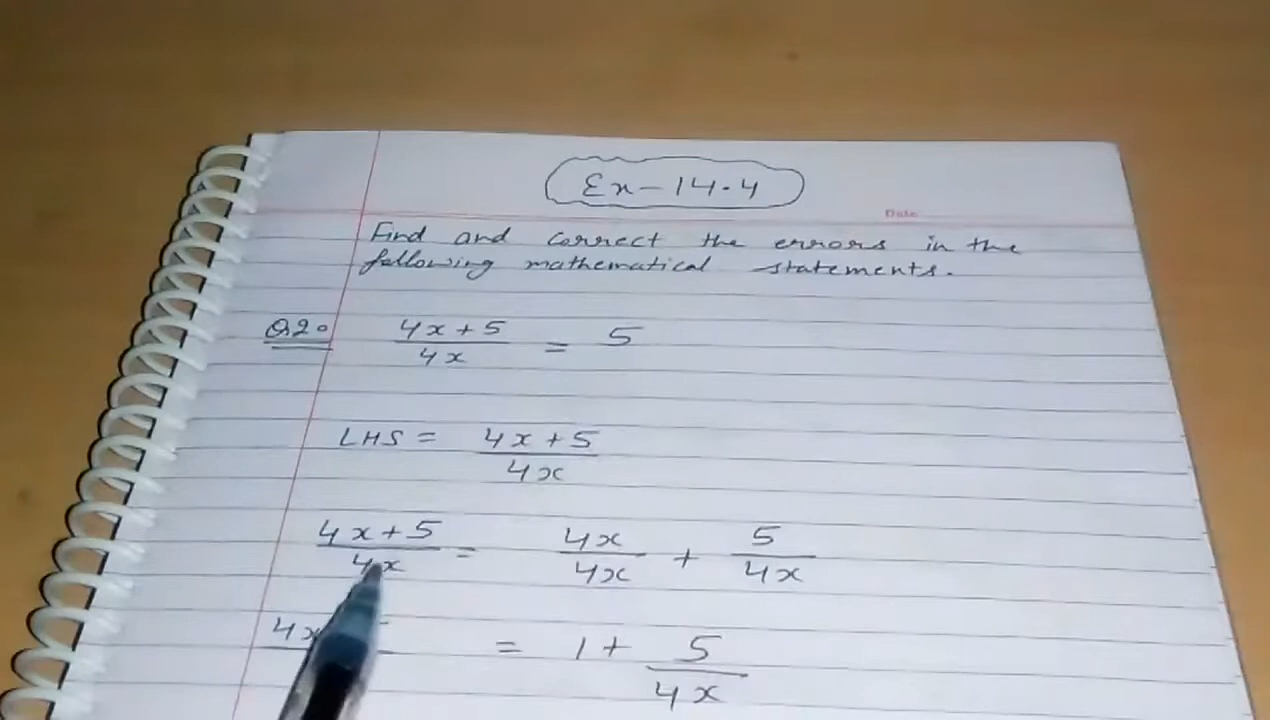 Ex-14.4
Date
Find and correct the errors in the
following mathematical statements.
Q20 4x+5/4x = 5
LHS = 4x+5/4x
4x+5/4x = 4x/4x + 5/4x
= 1+ 5/4x